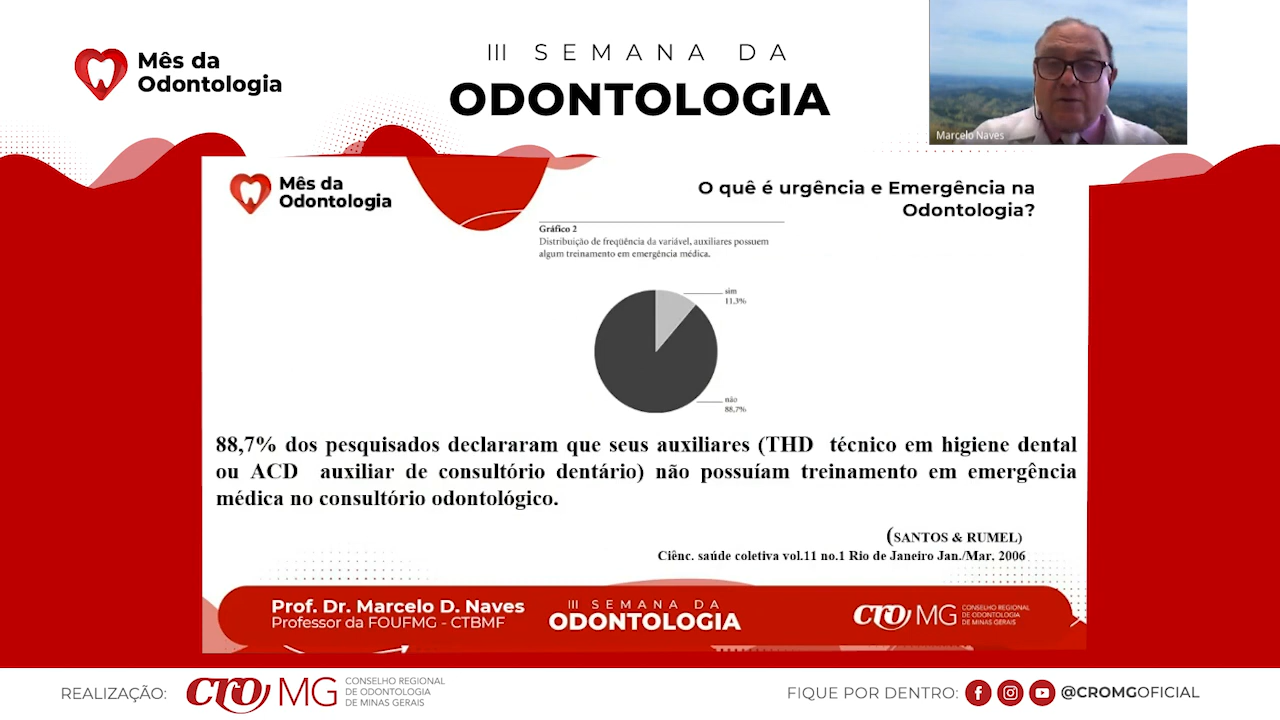 Mês da
Odontologia
III SEMANA DA
ODONTOLOGIA
Marcelo Naves
Mês da
Odontologia
O quê é urgência e Emergência na
Odontologia?
Gráfico 2
Distribuição de freqüência da variável, auxiliares possuem
algum treinamento em emergência médica.
sim
11,3%
não
88,7%
88,7% dos pesquisados declararam que seus auxiliares (THD técnico em higiene dental
ou ACD auxiliar de consultório dentário) não possuíam treinamento em emergência
médica no consultório odontológico.
(SANTOS & RUMEL)
Ciênc. saúde coletiva vol.11 no.1 Rio de Janeiro Jan./Mar. 2006
Prof. Dr. Marcelo D. Naves
Professor da FOUFMG - CTBMF
III SEMANA DA
ODONTOLOGIA
CRO MG
CONSELHO REGIONAL
DE ODONTOLOGIA
DE MINAS GERAIS
REALIZAÇÃO:
CRO MG
CONSELHO REGIONAL
DE ODONTOLOGIA
DE MINAS GERAIS
FIQUE POR DENTRO:
@CROMGOFICIAL